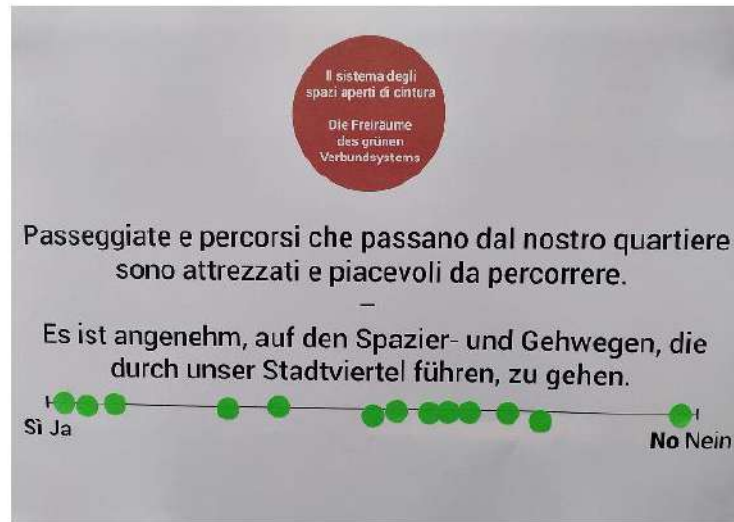 Il sistema degli
spazi aperti di cintura
Die Freiräume
des grünen
Verbundsystems
Passeggiate e percorsi che passano dal nostro quartiere
sono attrezzati e piacevoli da percorrere.
–
Es ist angenehm, auf den Spazier- und Gehwegen, die
durch unser Stadtviertel führen, zu gehen.
Sì Ja
No Nein